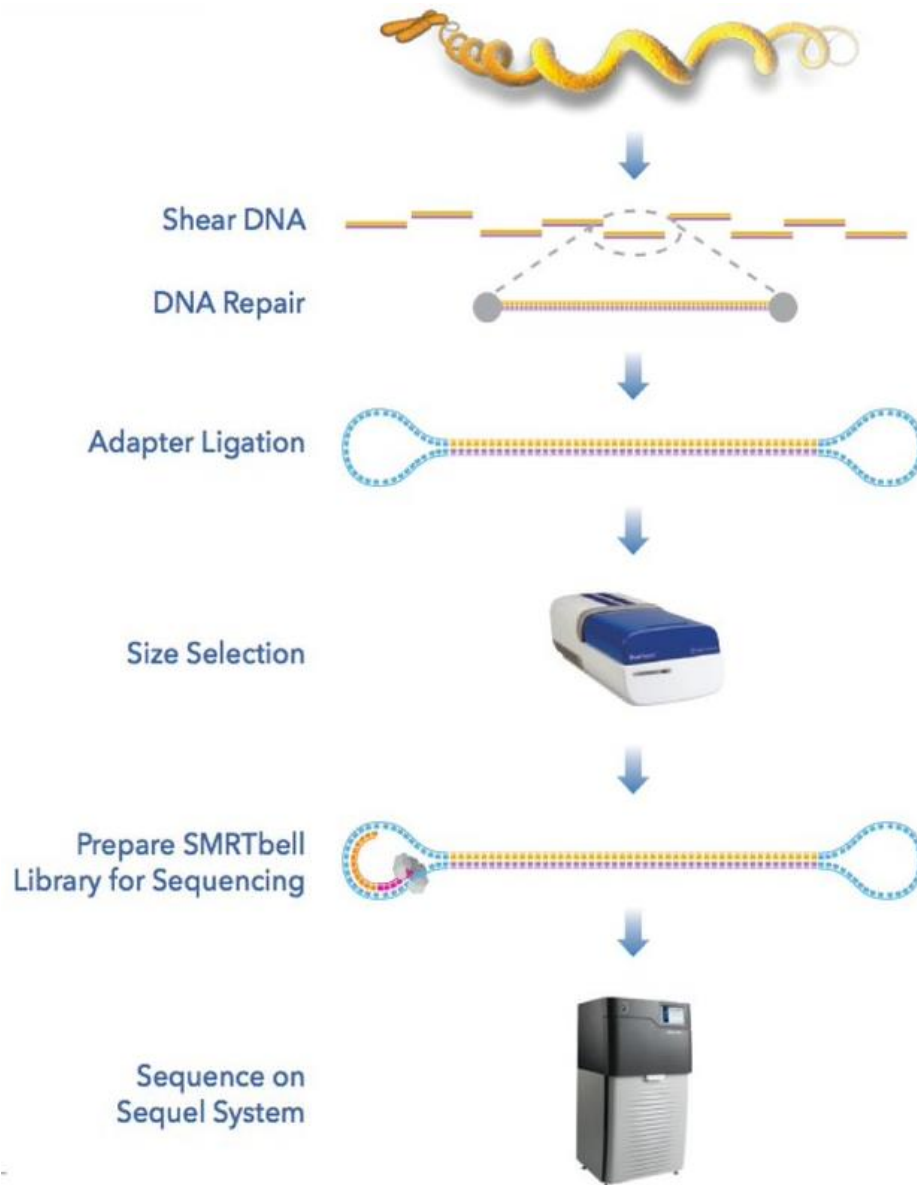 Shear DNA
DNA Repair
Adapter Ligation
Size Selection
Prepare SMRTbell
Library for Sequencing
Sequence on
Sequel System